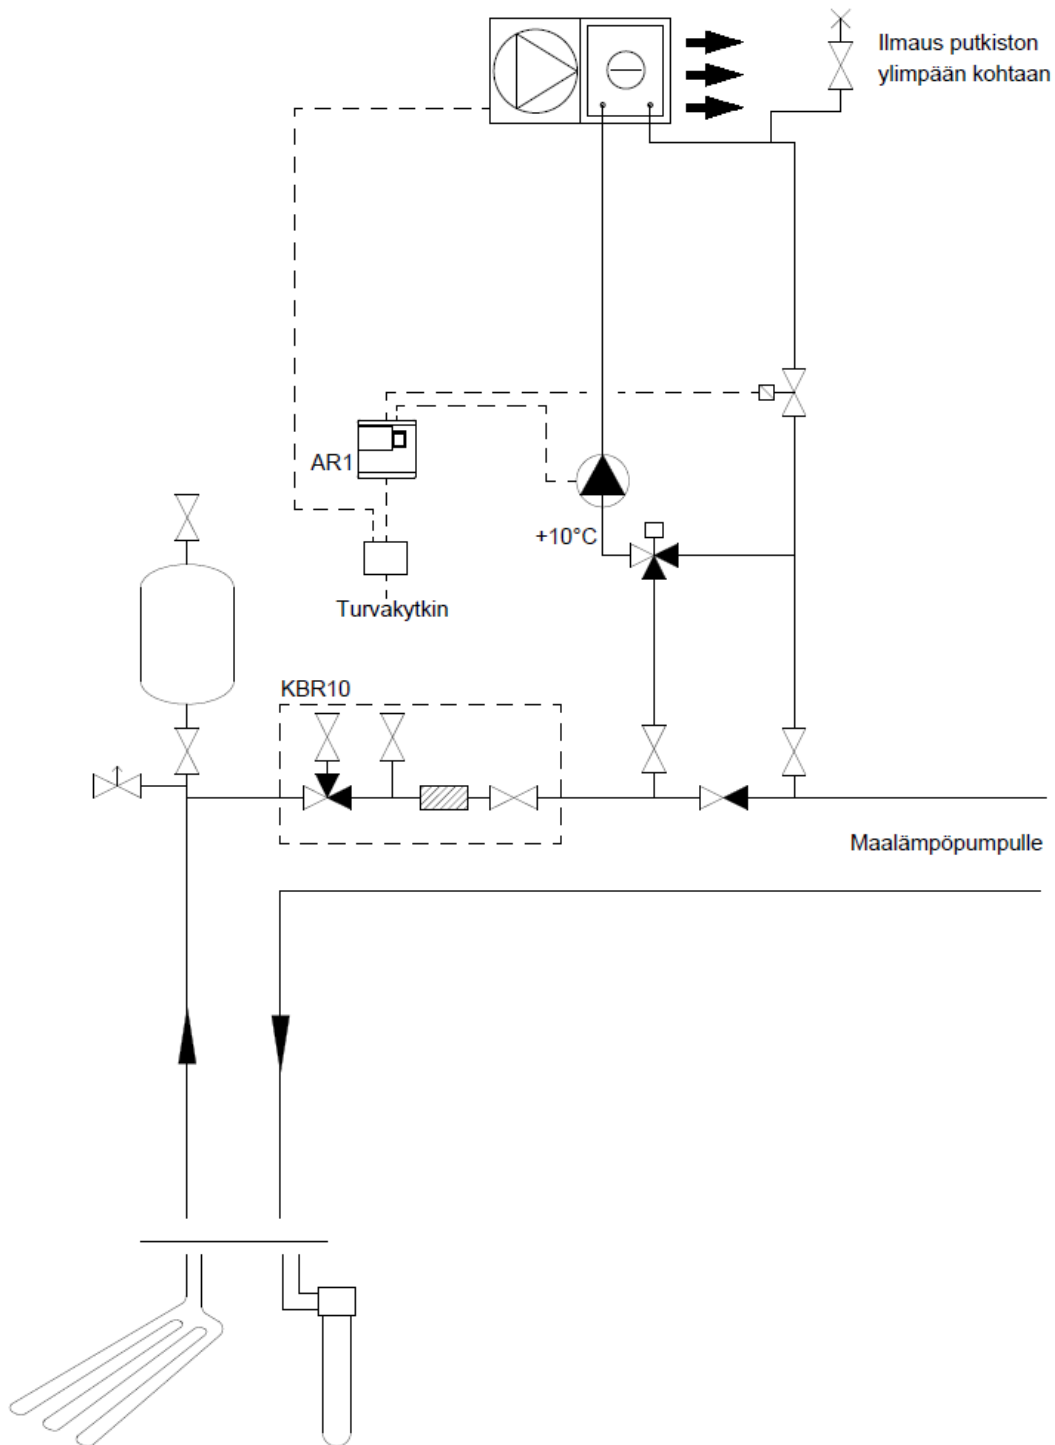 Ilmaus putkiston
ylimpään kohtaan
AR1
+10°C
Turvakytkin
KBR10
Maalämpöpumpulle